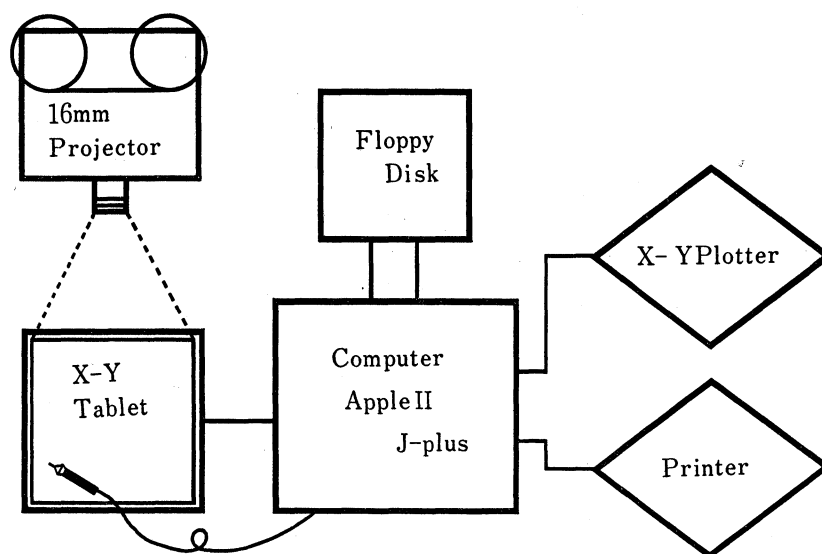 16mm
Projector
Floppy
Disk
X-YPlotter
X-Y
Tablet
Computer
Apple II
J-plus
Printer